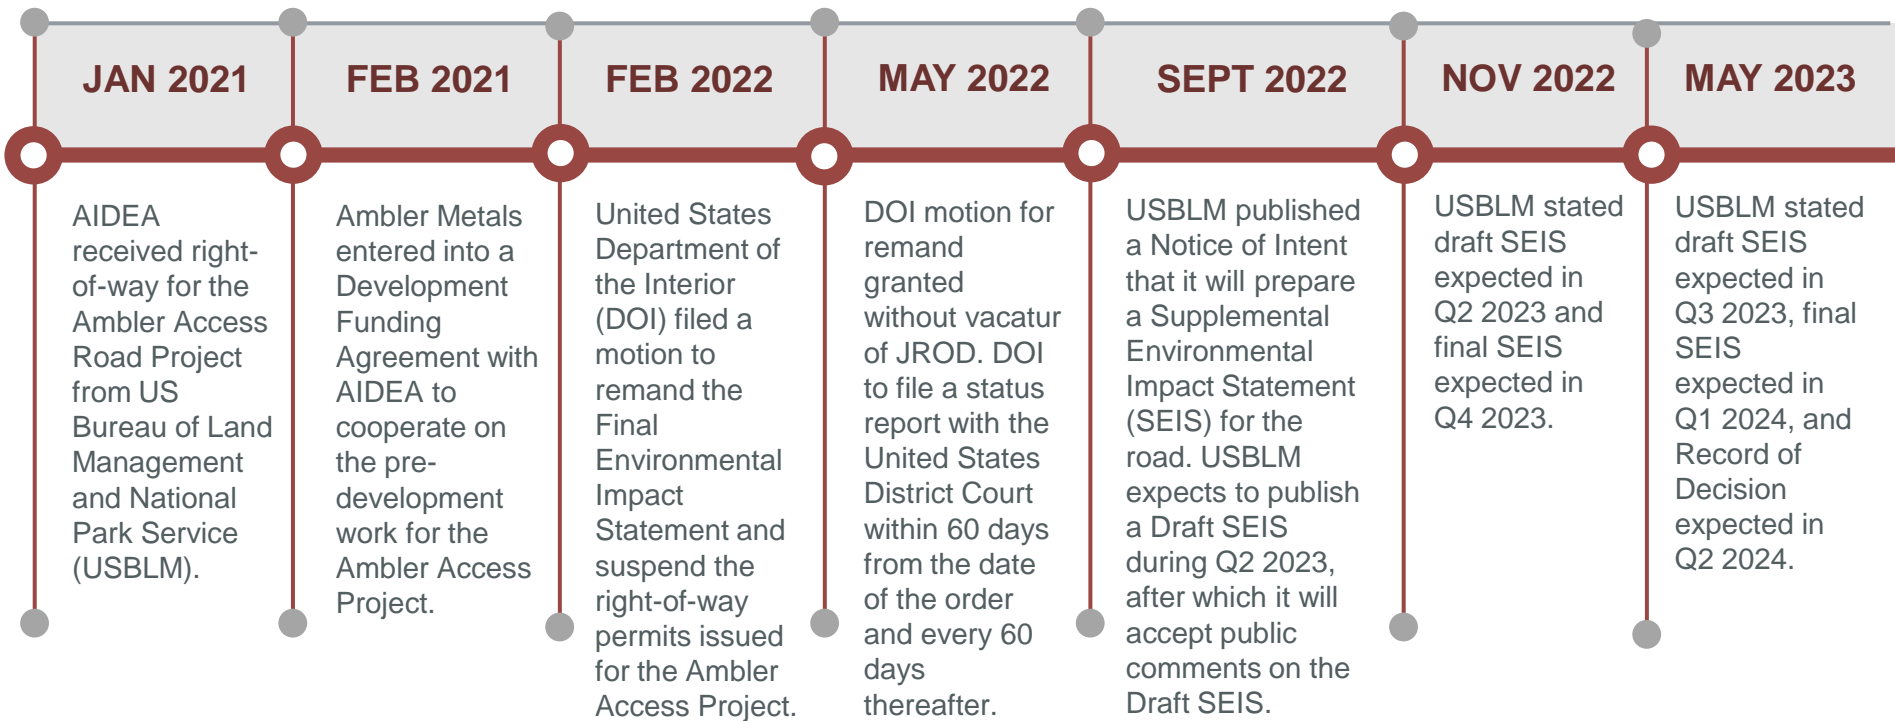 JAN 2021
AIDEA
received right-
of-way for the
Ambler Access
Road Project
from US
Bureau of Land
Management
and National
Park Service
(USBLM).
FEB 2021
Ambler Metals
entered into a
Development
Funding
Agreement with
AIDEA to
cooperate on
the pre-
development
work for the
Ambler Access
Project.
FEB 2022
United States
Department of
the Interior
(DOI) filed a
motion to
remand the
Final
Environmental
Impact
Statement and
suspend the
right-of-way
permits issued
for the Ambler
Access Project.
MAY 2022
DOI motion for
remand
granted
without vacatur
of JROD. DOI
to file a status
report with the
United States
District Court
within 60 days
from the date
of the order
and every 60
days
thereafter.
SEPT 2022
USBLM published
a Notice of Intent
that it will prepare
a Supplemental
Environmental
Impact Statement
(SEIS) for the
road. USBLM
expects to publish
a Draft SEIS
during Q2 2023,
after which it will
accept public
comments on the
Draft SEIS.
NOV 2022
USBLM stated
draft SEIS
expected in
Q2 2023 and
final SEIS
expected in
Q4 2023.
MAY 2023
USBLM stated
draft SEIS
expected in
Q3 2023, final
SEIS
expected in
Q1 2024, and
Record of
Decision
expected in
Q2 2024.